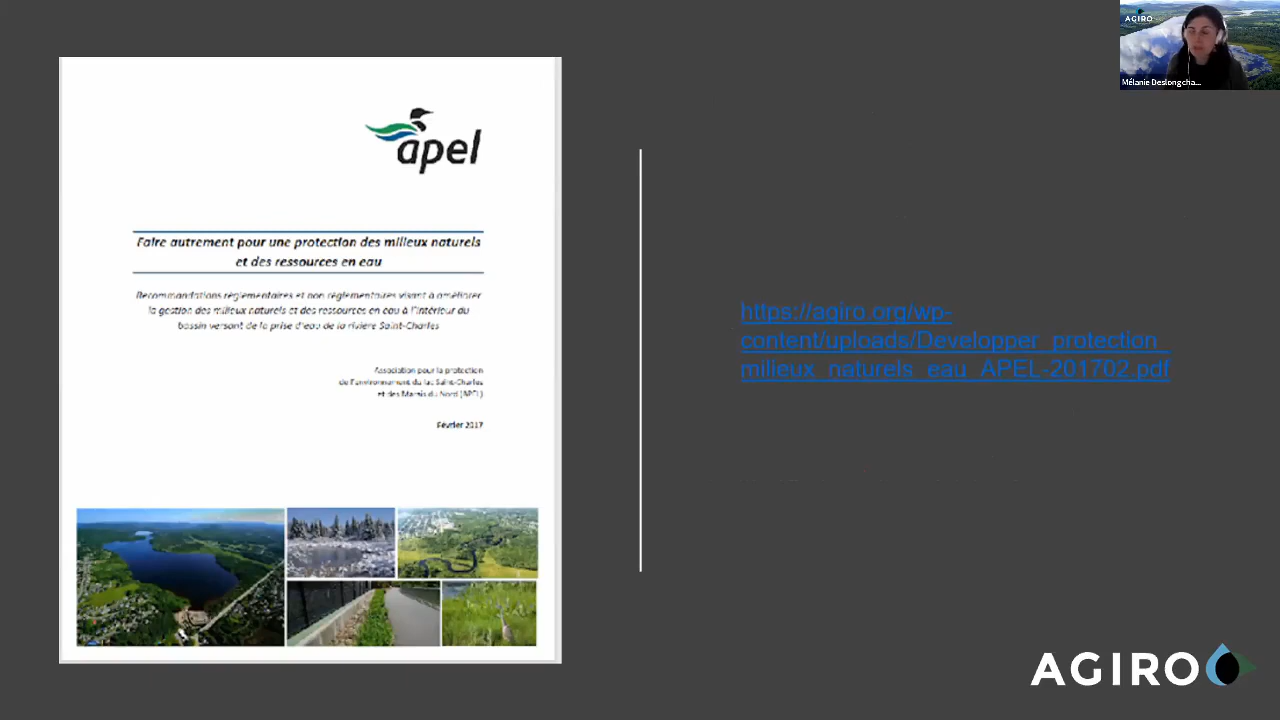 AGIRO
Mélanie Deslongcha...
apel
Faire autrement pour une protection des milieux naturels
et des ressources en eau
Recommandations réglementaires et non réglementaires visant à améliorer
la gestion des milieux naturels et des ressources en eau à l'intérieur du
bassin versant de la prise d'eau de la rivière Saint-Charles
Association pour la protection
de l'environnement du lac Saint-Charles
et des Marais du Nord (APEL)
Février 2017
https://agiro.org/wp-
content/uploads/Developper_protection_
milieux_naturels_eau_APEL-201702.pdf
AGIRO